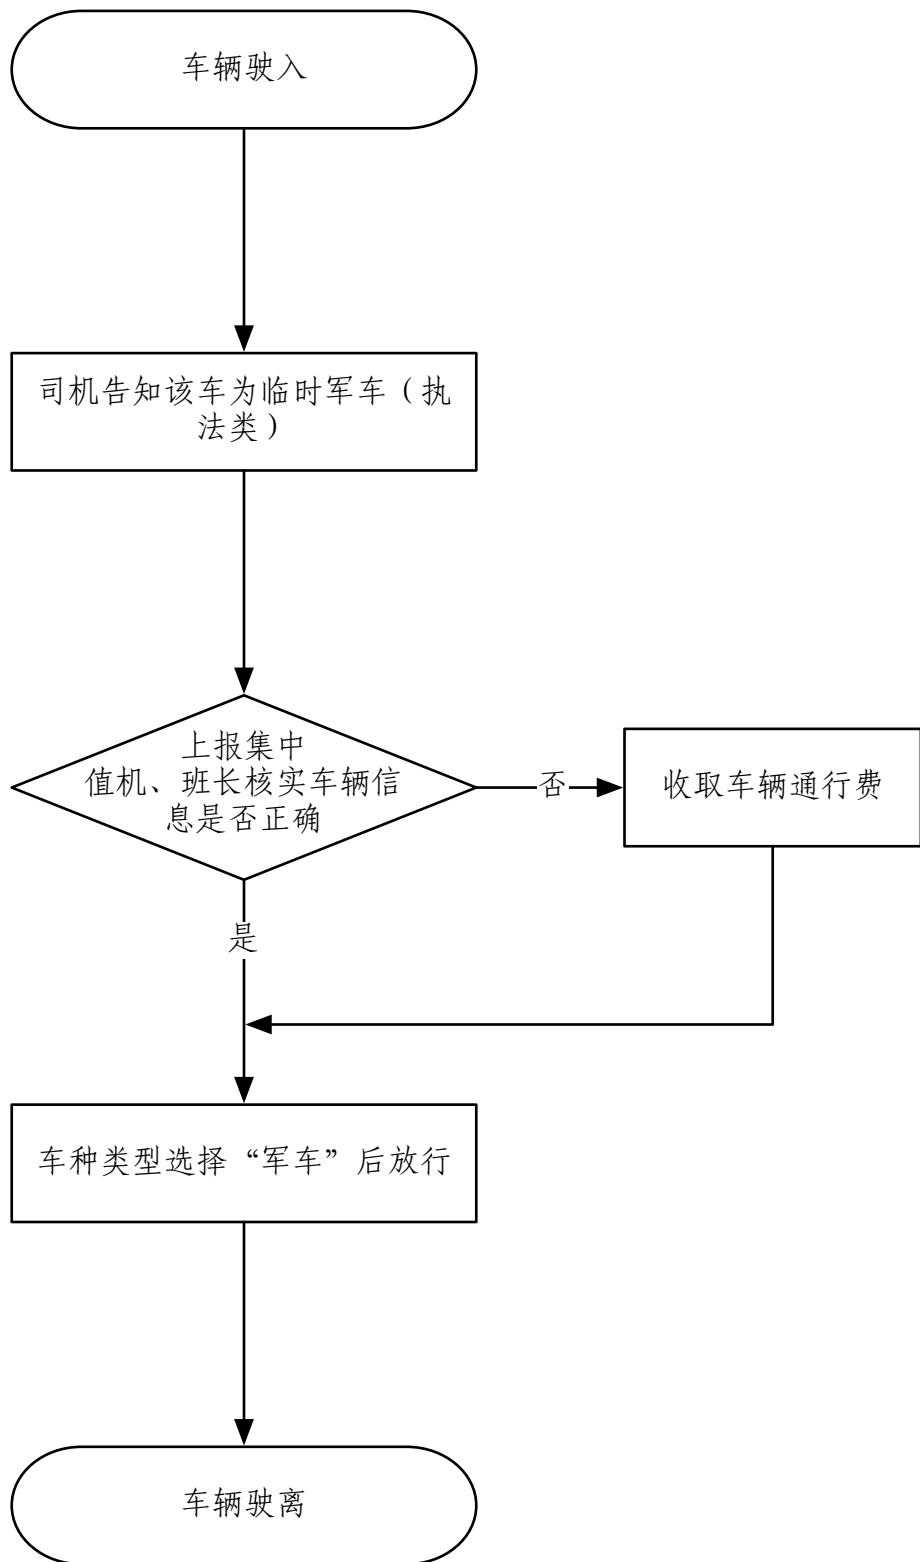 车辆驶入
司机告知该车为临时军车（执
法类）
上报集中
值机、班长核实车辆信
息是否正确
否
收取车辆通行费
是
车种类型选择“军车”后放行
车辆驶离